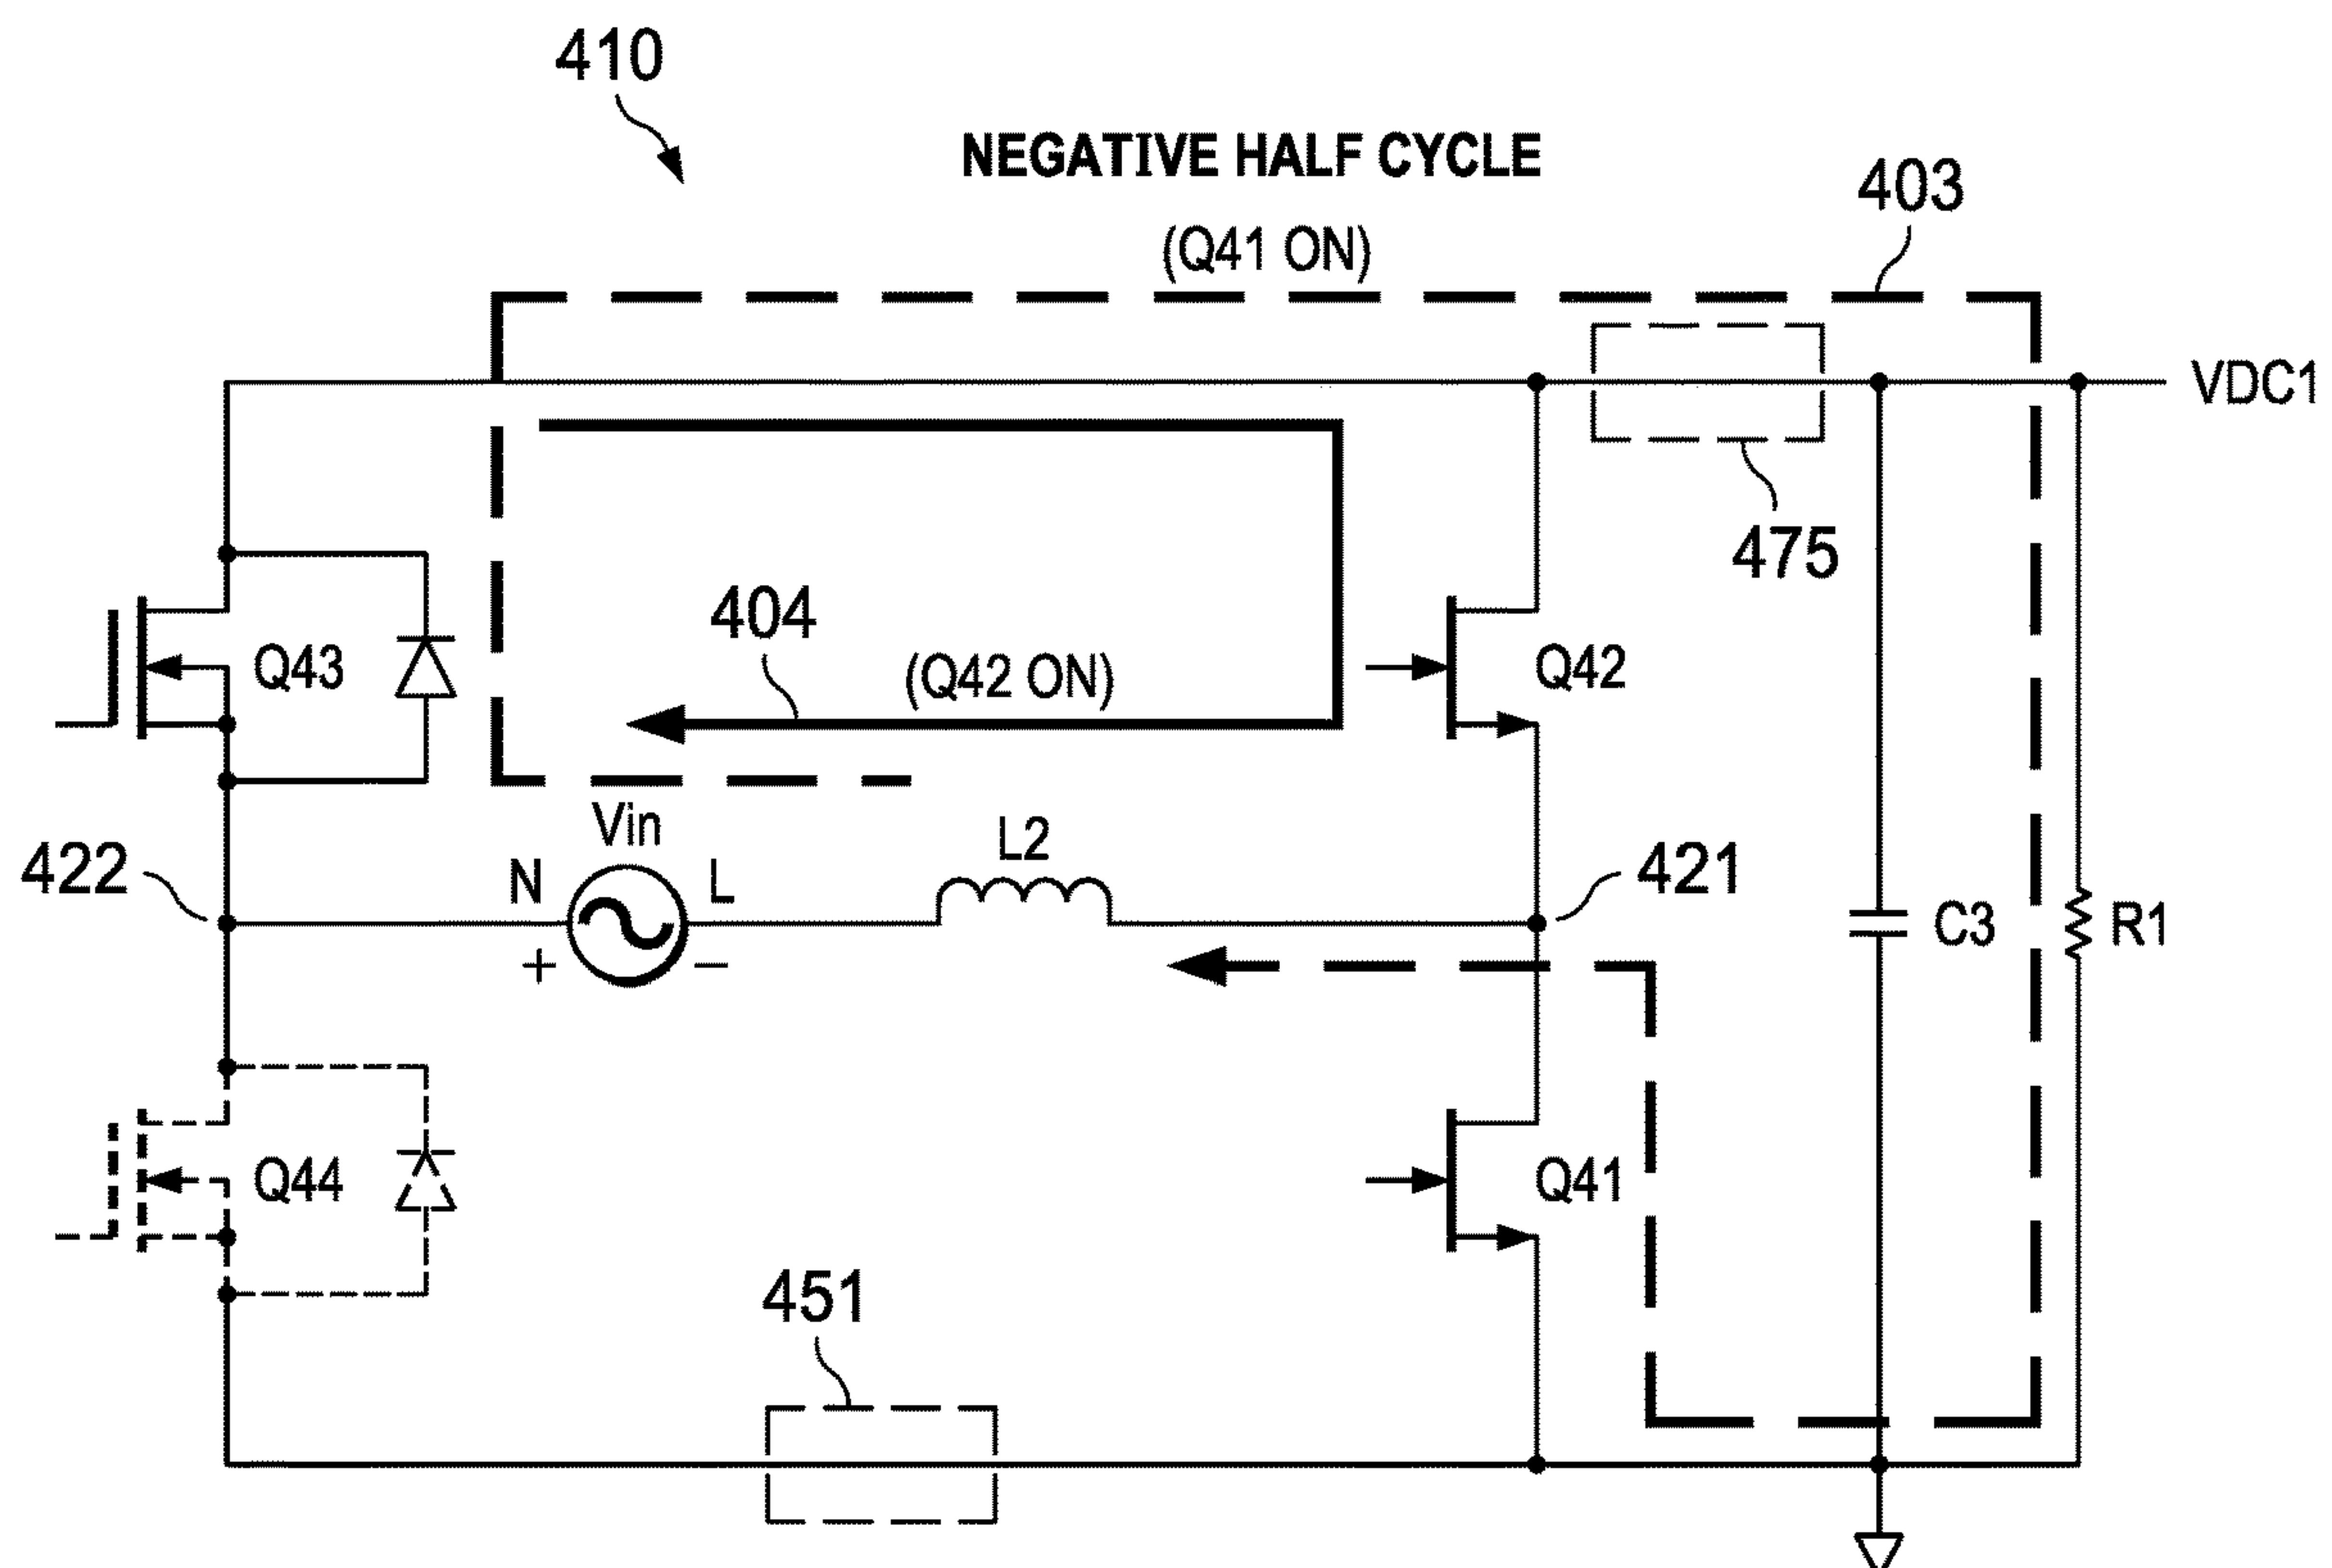 410
NEGATIVE HALF CYCLE
(Q41 ON)
403
VDC1
475
404
(Q42 ON)
Q43
Q42
Vin
L2
422
N
L
421
+
−
C3
R1
Q44
Q41
451